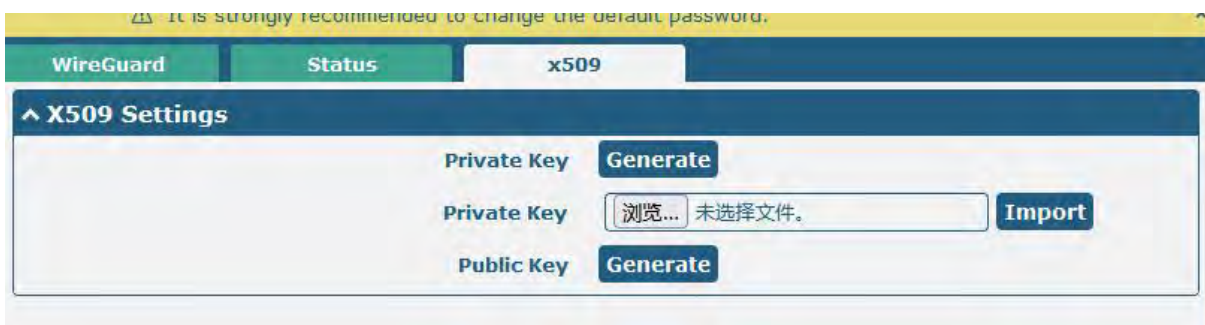 ⚠ It is strongly recommended to change the default password.
WireGuard Status x509
X509 Settings
Private Key Generate
Private Key 浏览... 未选择文件。 Import
Public Key Generate